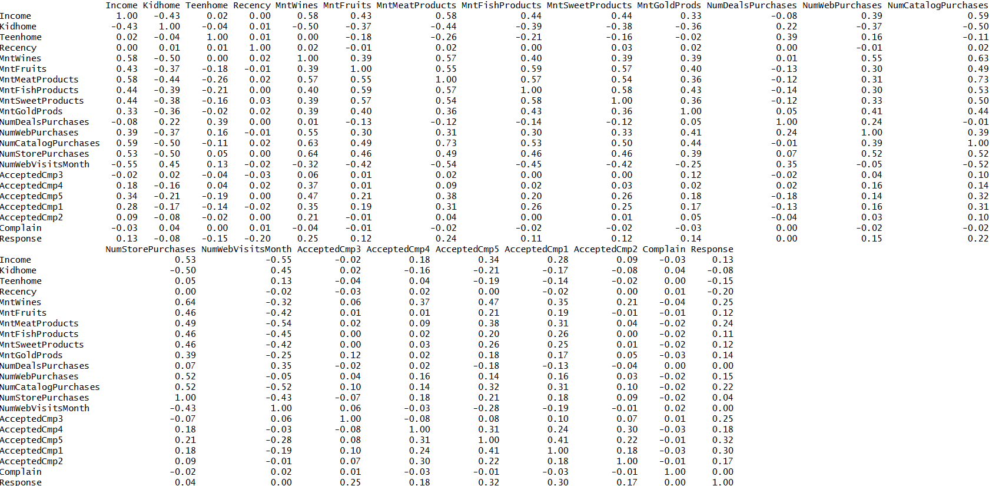 Income Kidhome Teenhome Recency MntWines MntFruits MntMeatProducts MntFishProducts MntSweetProducts MntGoldProds NumDealsPurchases NumWebPurchases NumCatalogPurchases
Income 1.00 -0.43 0.02 0.00 0.58 0.43 0.58 0.44 0.44 0.33 -0.08 0.39 0.59
Kidhome -0.43 1.00 -0.04 0.01 -0.50 -0.37 -0.44 -0.39 -0.38 -0.36 0.22 -0.37 -0.50
Teenhome 0.02 -0.04 1.00 0.01 0.00 -0.18 -0.26 -0.21 -0.16 -0.02 0.39 0.16 -0.11
Recency 0.00 0.01 0.01 1.00 0.02 -0.01 0.02 0.00 0.03 0.02 0.00 -0.01 0.02
MntWines 0.58 -0.50 0.00 0.02 1.00 0.39 0.57 0.40 0.39 0.39 0.01 0.55 0.63
MntFruits 0.43 -0.37 -0.18 -0.01 0.39 1.00 0.55 0.59 0.57 0.40 -0.13 0.30 0.49
MntMeatProducts 0.58 -0.44 -0.26 0.02 0.57 0.55 1.00 0.57 0.54 0.36 -0.12 0.31 0.73
MntFishProducts 0.44 -0.39 -0.21 0.00 0.40 0.59 0.57 1.00 0.58 0.43 -0.14 0.30 0.53
MntSweetProducts 0.44 -0.38 -0.16 0.03 0.39 0.57 0.54 0.58 1.00 0.36 -0.12 0.33 0.50
MntGoldProds 0.33 -0.36 -0.02 0.02 0.39 0.40 0.36 0.43 0.36 1.00 0.05 0.41 0.44
NumDealsPurchases -0.08 0.22 0.39 0.00 0.01 -0.13 -0.12 -0.14 -0.12 0.05 1.00 0.24 -0.01
NumWebPurchases 0.39 -0.37 0.16 -0.01 0.55 0.30 0.31 0.30 0.33 0.41 0.24 1.00 0.39
NumCatalogPurchases 0.59 -0.50 -0.11 0.02 0.63 0.49 0.73 0.53 0.50 0.44 -0.01 0.39 1.00
NumStorePurchases 0.53 -0.50 0.05 0.00 0.64 0.46 0.49 0.46 0.46 0.39 0.07 0.52 0.52
NumWebVisitsMonth -0.55 0.45 0.13 -0.02 -0.32 -0.42 -0.54 -0.45 -0.42 -0.25 0.35 -0.05 -0.52
AcceptedCmp3 -0.02 0.02 -0.04 -0.03 0.06 0.01 0.02 0.00 0.00 0.12 -0.02 0.04 0.10
AcceptedCmp4 0.18 -0.16 0.04 0.02 0.37 0.01 0.09 0.02 0.03 0.02 0.02 0.16 0.14
AcceptedCmp5 0.34 -0.21 -0.19 0.00 0.47 0.21 0.38 0.20 0.26 0.18 -0.18 0.14 0.32
AcceptedCmp1 0.28 -0.17 -0.14 -0.02 0.35 0.19 0.31 0.26 0.25 0.17 -0.13 0.16 0.31
AcceptedCmp2 0.09 -0.08 -0.02 0.00 0.21 -0.01 0.04 0.00 0.01 0.05 -0.04 0.03 0.10
Complain -0.03 0.04 0.00 0.01 -0.04 -0.01 -0.02 -0.02 -0.02 -0.03 0.00 -0.02 -0.02
Response 0.13 -0.08 -0.15 -0.20 0.25 0.12 0.24 0.11 0.12 0.14 0.00 0.15 0.22
NumStorePurchases NumWebVisitsMonth AcceptedCmp3 AcceptedCmp4 AcceptedCmp5 AcceptedCmp1 AcceptedCmp2 Complain Response
Income 0.53 -0.55 -0.02 0.18 0.34 0.28 0.09 -0.03 0.13
Kidhome -0.50 0.45 0.02 -0.16 -0.21 -0.17 -0.08 0.04 -0.08
Teenhome 0.05 0.13 -0.04 0.04 -0.19 -0.14 -0.02 0.00 -0.15
Recency 0.00 -0.02 -0.03 0.02 0.00 -0.02 0.00 0.01 -0.20
MntWines 0.64 -0.32 0.06 0.37 0.47 0.35 0.21 -0.04 0.25
MntFruits 0.46 -0.42 0.01 0.01 0.21 0.19 -0.01 -0.01 0.12
MntMeatProducts 0.49 -0.54 0.02 0.09 0.38 0.31 0.04 -0.02 0.24
MntFishProducts 0.46 -0.45 0.00 0.02 0.20 0.26 0.00 -0.02 0.11
MntSweetProducts 0.46 -0.42 0.00 0.03 0.26 0.25 0.01 -0.02 0.12
MntGoldProds 0.39 -0.25 0.12 0.02 0.18 0.17 0.05 -0.03 0.14
NumDealsPurchases 0.07 0.35 -0.02 0.02 -0.18 -0.13 -0.04 0.00 0.00
NumWebPurchases 0.52 -0.05 0.04 0.16 0.14 0.16 0.03 -0.02 0.15
NumCatalogPurchases 0.52 -0.52 0.10 0.14 0.32 0.31 0.10 -0.02 0.22
NumStorePurchases 1.00 -0.43 -0.07 0.18 0.21 0.18 0.09 -0.02 0.04
NumWebVisitsMonth -0.43 1.00 0.06 -0.03 -0.28 -0.19 -0.01 0.02 0.00
AcceptedCmp3 -0.07 0.06 1.00 -0.08 0.08 0.10 0.07 0.01 0.25
AcceptedCmp4 0.18 -0.03 -0.08 1.00 0.31 0.24 0.30 -0.03 0.18
AcceptedCmp5 0.21 -0.28 0.08 0.31 1.00 0.41 0.22 -0.01 0.32
AcceptedCmp1 0.18 -0.19 0.10 0.24 0.41 1.00 0.18 -0.03 0.30
AcceptedCmp2 0.09 -0.01 0.07 0.30 0.22 0.18 1.00 -0.01 0.17
Complain -0.02 0.02 0.01 -0.03 -0.01 -0.03 -0.01 1.00 0.00
Response 0.04 0.00 0.25 0.18 0.32 0.30 0.17 0.00 1.00